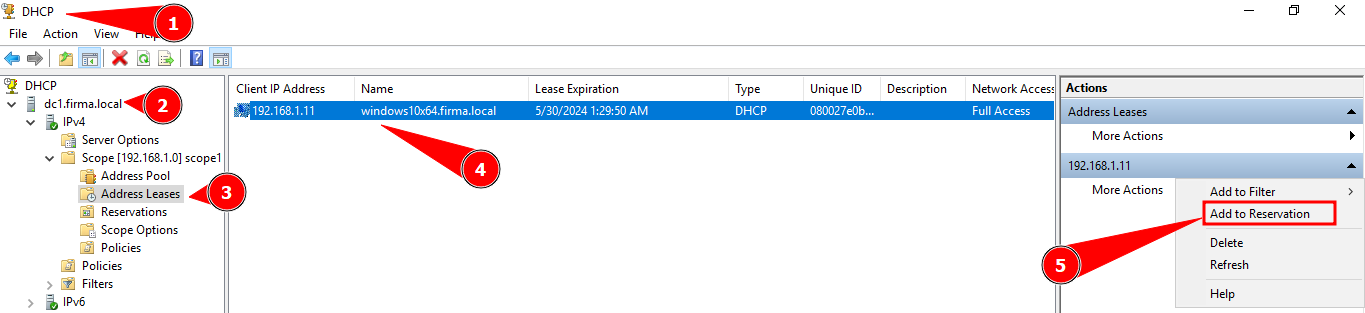 DHCP
1
File Action View Help
DHCP
dc1.firma.local
2
IPv4
Server Options
Scope [192.168.1.0] scope1
Address Pool
Address Leases
3
Reservations
Scope Options
Policies
Policies
Filters
IPv6
Client IP Address Name Lease Expiration Type Unique ID Description Network Access
192.168.1.11 windows10x64.firma.local 5/30/2024 1:29:50 AM DHCP 080027e0b... Full Access
4
Actions
Address Leases
More Actions
192.168.1.11
More Actions
Add to Filter
Add to Reservation
5
Delete
Refresh
Help